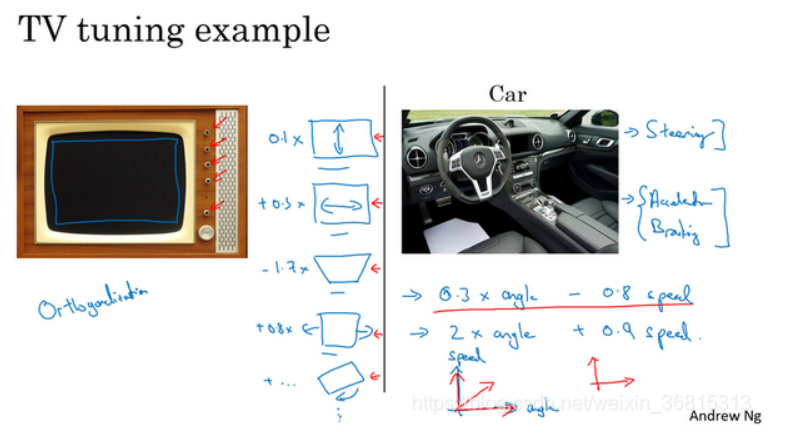 TV tuning example
Car
0.1 x
+ 0.3 x
- 1.7 x
+ 0.8 x
+ ...
Orthogonalization
→ Steering ]
→ { Accelerator
Braking ]
→ 0.3 x angle - 0.8 speed
→ 2 x angle + 0.9 speed.
speed
angle
https://blog.csdn.net/weixin_36815313
Andrew Ng